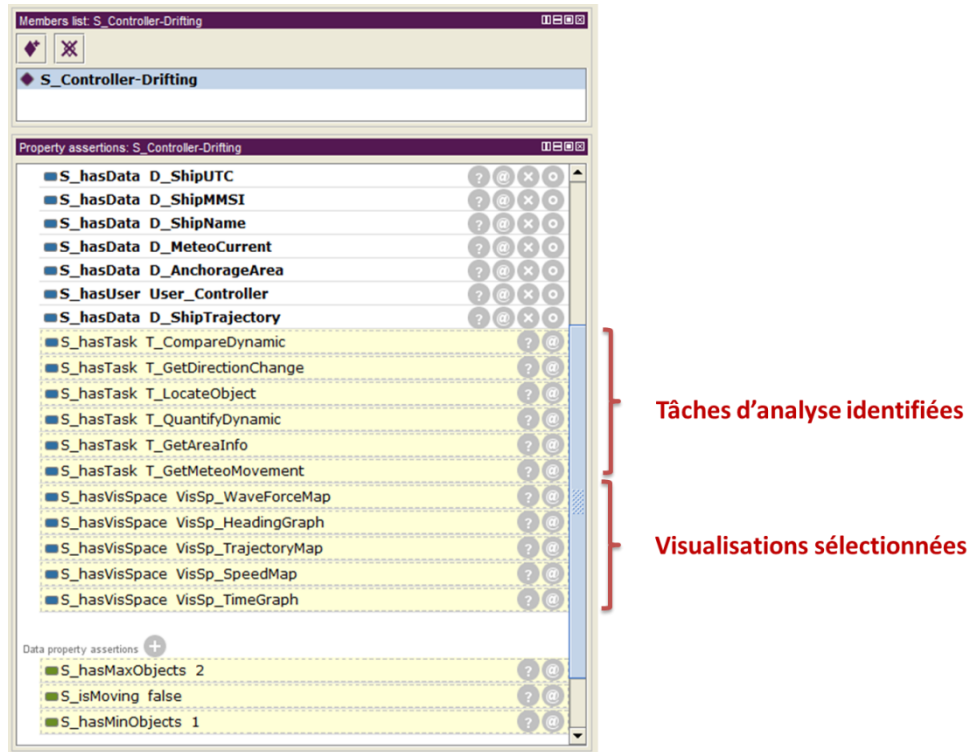 Members list: S_Controller-Drifting
S_Controller-Drifting
Property assertions: S_Controller-Drifting
S_hasData D_ShipUTC
S_hasData D_ShipMMSI
S_hasData D_ShipName
S_hasData D_MeteoCurrent
S_hasData D_AnchorageArea
S_hasUser User_Controller
S_hasData D_ShipTrajectory
S_hasTask T_CompareDynamic
S_hasTask T_GetDirectionChange
S_hasTask T_LocateObject
S_hasTask T_QuantifyDynamic
S_hasTask T_GetAreaInfo
S_hasTask T_GetMeteoMovement
S_hasVisSpace VisSp_WaveForceMap
S_hasVisSpace VisSp_HeadingGraph
S_hasVisSpace VisSp_TrajectoryMap
S_hasVisSpace VisSp_SpeedMap
S_hasVisSpace VisSp_TimeGraph
Data property assertions
S_hasMaxObjects 2
S_isMoving false
S_hasMinObjects 1
Tâches d'analyse identifiées
Visualisations sélectionnées